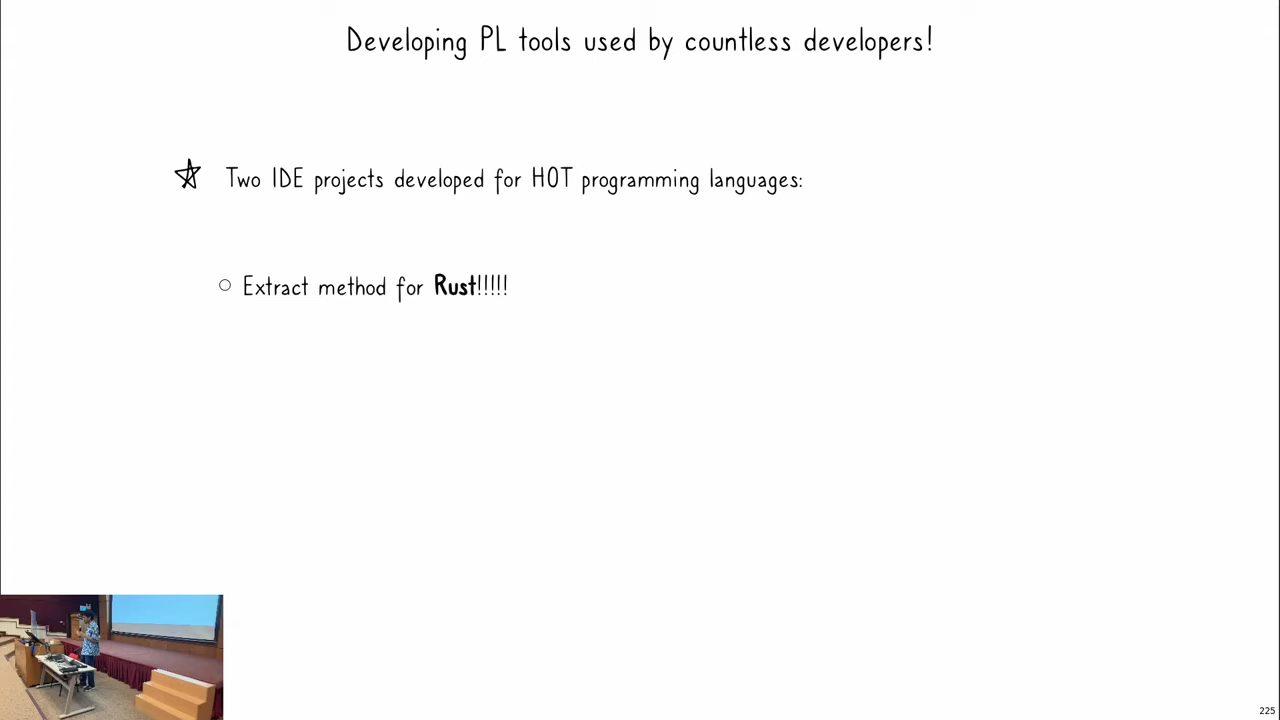 Developing PL tools used by countless developers!
Two IDE projects developed for HOT programming languages:
Extract method for Rust!!!!!
225